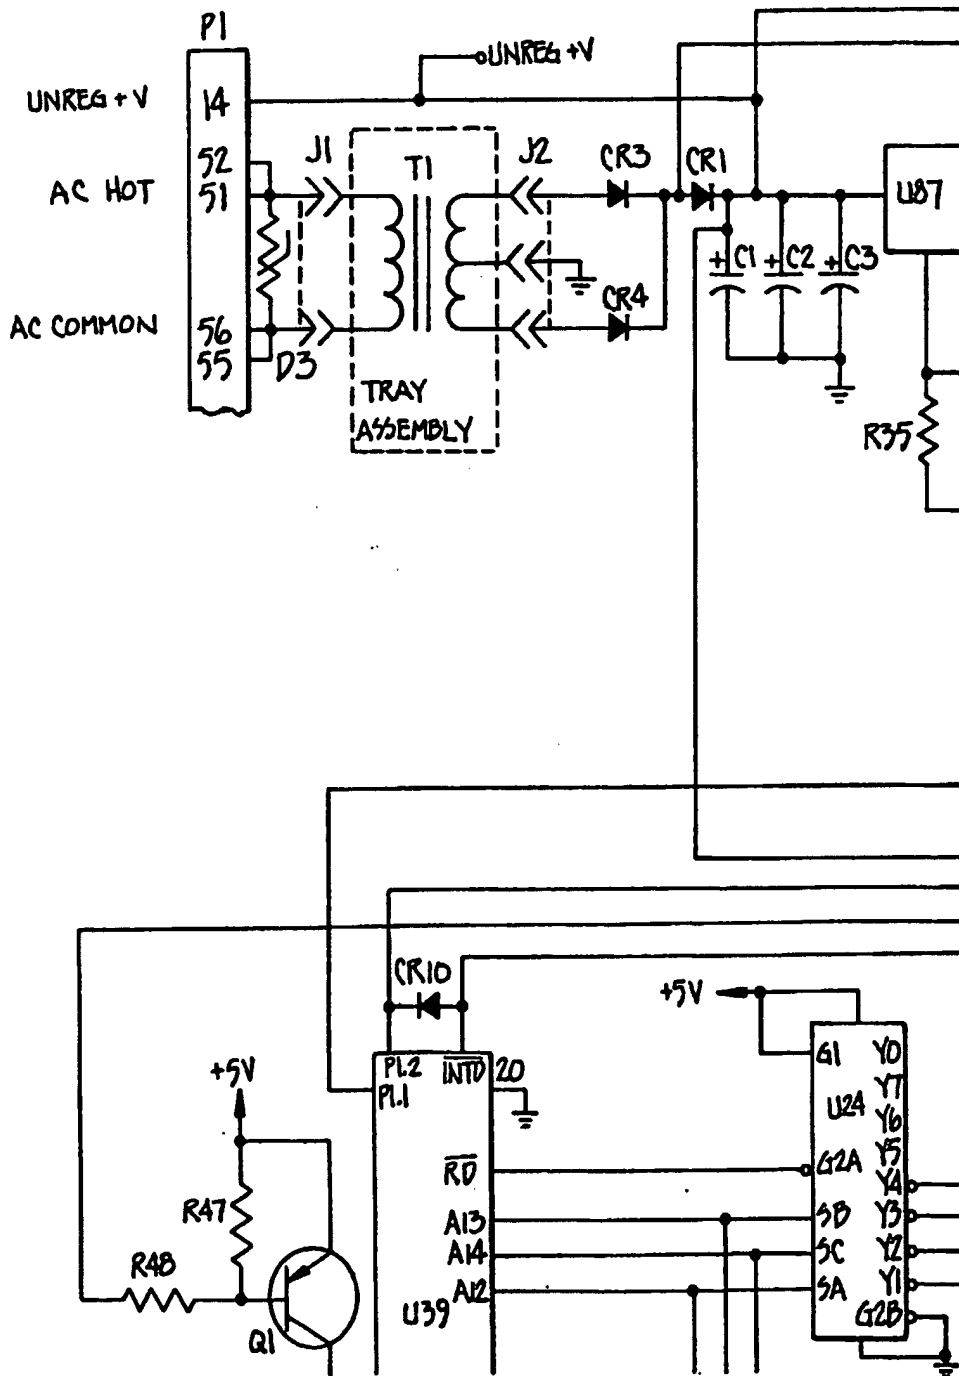 P1
UNREG +V
UNREG + V
14
52
J1
T1
J2
CR3
CR1
AC HOT
51
U87
+ C1
+ C2
+ C3
CR4
AC COMMON
56
55
D3
TRAY
ASSEMBLY
R35
CR10
+5V
+5V
P1.2
INT0
20
P1.1
G1
Y0
Y7
U24
Y6
Y5
RD
G2A
Y4
R47
A13
SB
Y3
A14
SC
Y2
R48
A12
SA
Y1
U39
G2B
Q1